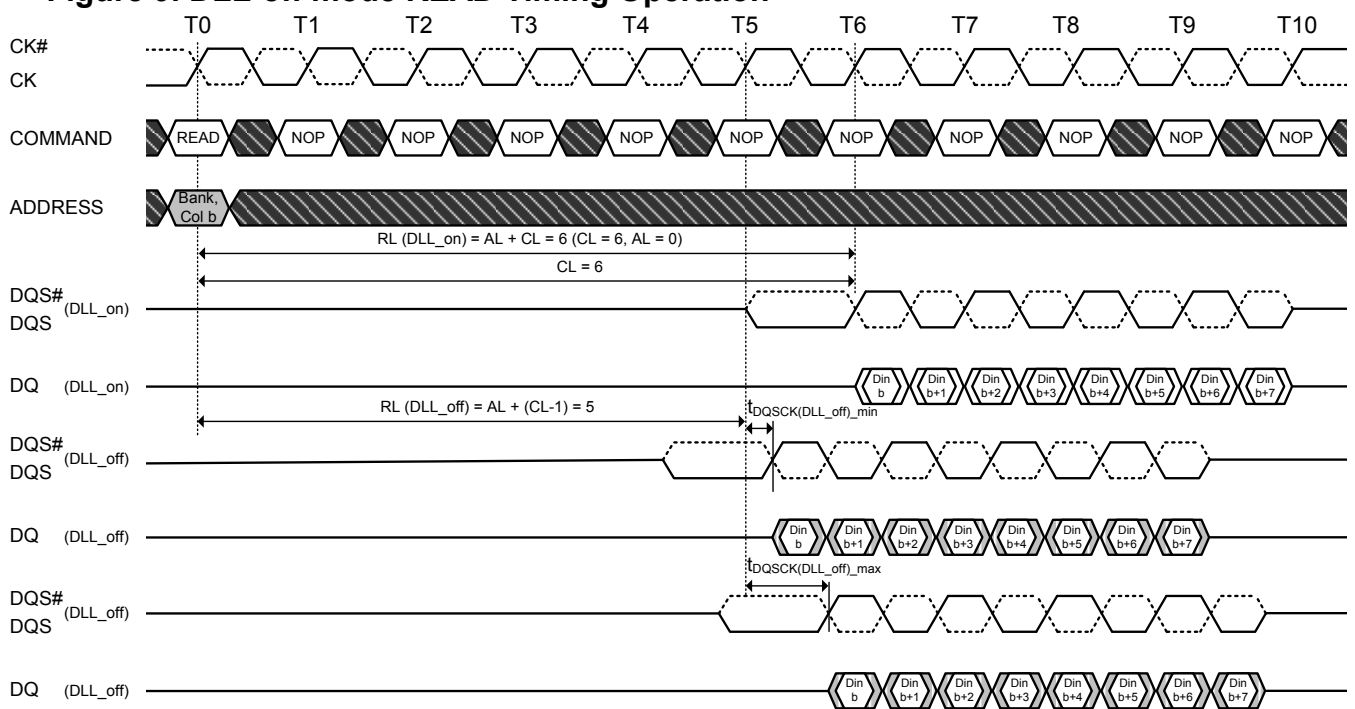 T0 T1 T2 T3 T4 T5 T6 T7 T8 T9 T10
CK#
CK
COMMAND READ NOP NOP NOP NOP NOP NOP NOP NOP NOP NOP
ADDRESS Bank, Col b
RL (DLL_on) = AL + CL = 6 (CL = 6, AL = 0)
CL = 6
DQS# (DLL_on)
DQS
DQ (DLL_on) Din b Din b+1 Din b+2 Din b+3 Din b+4 Din b+5 Din b+6 Din b+7
RL (DLL_off) = AL + (CL-1) = 5
tDQSCK(DLL_off)_min
DQS# (DLL_off)
DQS
DQ (DLL_off) Din b Din b+1 Din b+2 Din b+3 Din b+4 Din b+5 Din b+6 Din b+7
tDQSCK(DLL_off)_max
DQS# (DLL_off)
DQS
DQ (DLL_off) Din b Din b+1 Din b+2 Din b+3 Din b+4 Din b+5 Din b+6 Din b+7